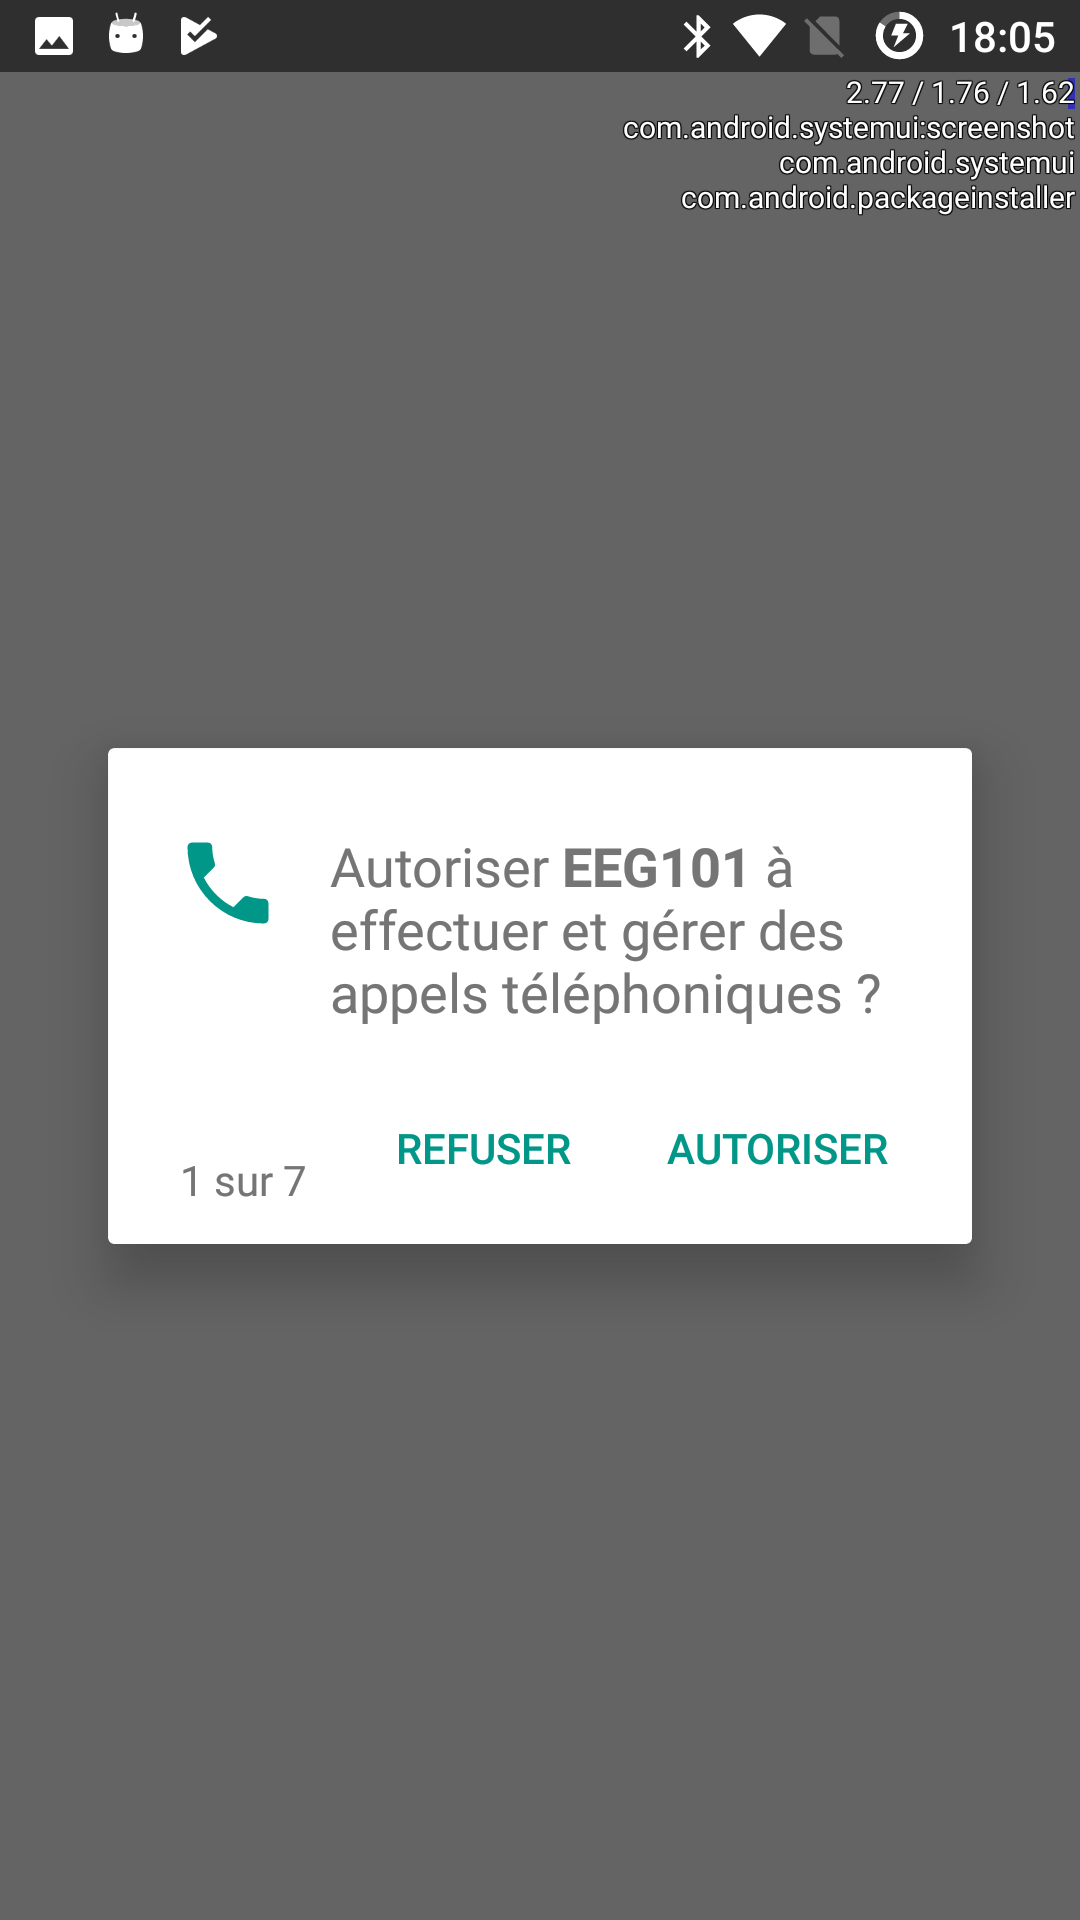 18:05
2.77 / 1.76 / 1.62
com.android.systemui:screenshot
com.android.systemui
com.android.packageinstaller
Autoriser EEG101 à
effectuer et gérer des
appels téléphoniques ?
REFUSER AUTORISER
1 sur 7